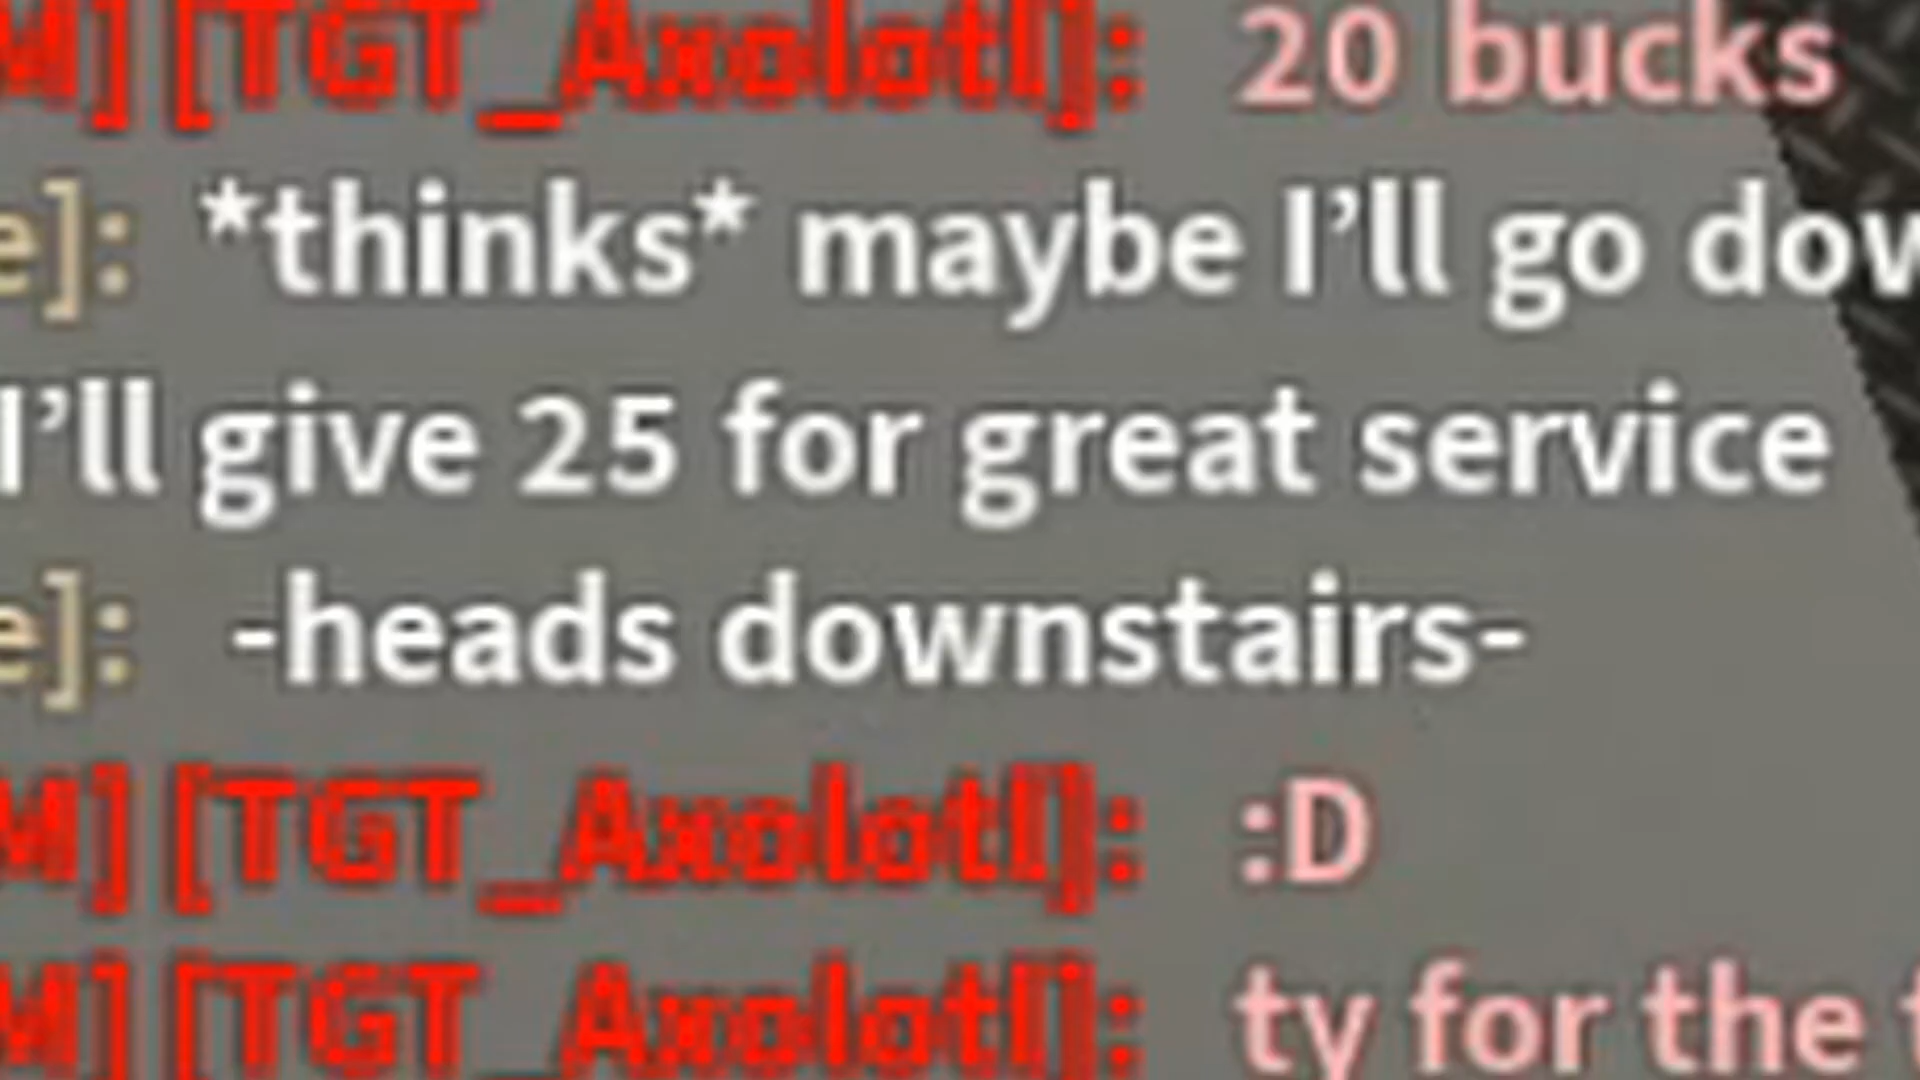 M] [TGT_Axolotl]: 20 bucks
e]: *thinks* maybe I’ll go dow
I’ll give 25 for great service
e]: -heads downstairs-
M] [TGT_Axolotl]: :D
M] [TGT_Axolotl]: ty for the t